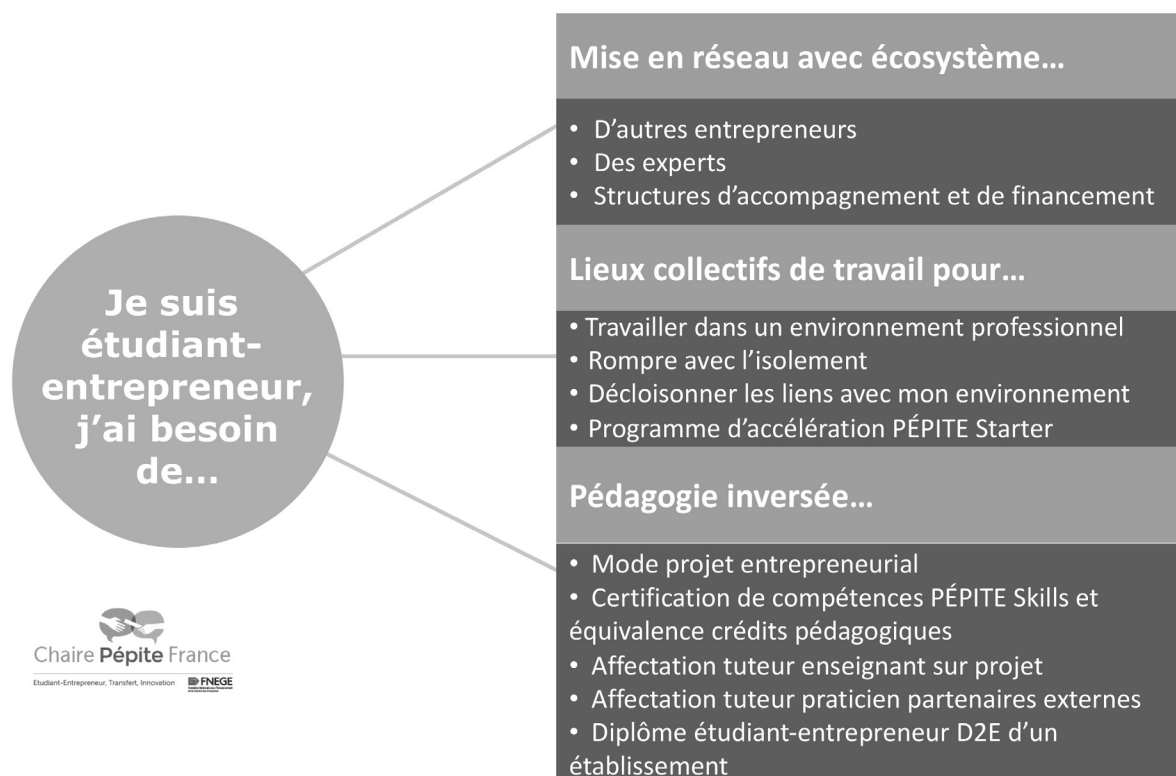 Je suis
étudiant-
entrepreneur,
j'ai besoin
de...
Mise en réseau avec écosystème...
• D'autres entrepreneurs
• Des experts
• Structures d'accompagnement et de financement
Lieux collectifs de travail pour...
• Travailler dans un environnement professionnel
• Rompre avec l'isolement
• Décloisonner les liens avec mon environnement
• Programme d'accélération PÉPITE Starter
Pédagogie inversée...
• Mode projet entrepreneurial
• Certification de compétences PÉPITE Skills et
équivalence crédits pédagogiques
• Affectation tuteur enseignant sur projet
• Affectation tuteur praticien partenaires externes
• Diplôme étudiant-entrepreneur D2E d'un
établissement
Chaire Pépite France
Etudiant-Entrepreneur, Transfert, Innovation
FNEGE